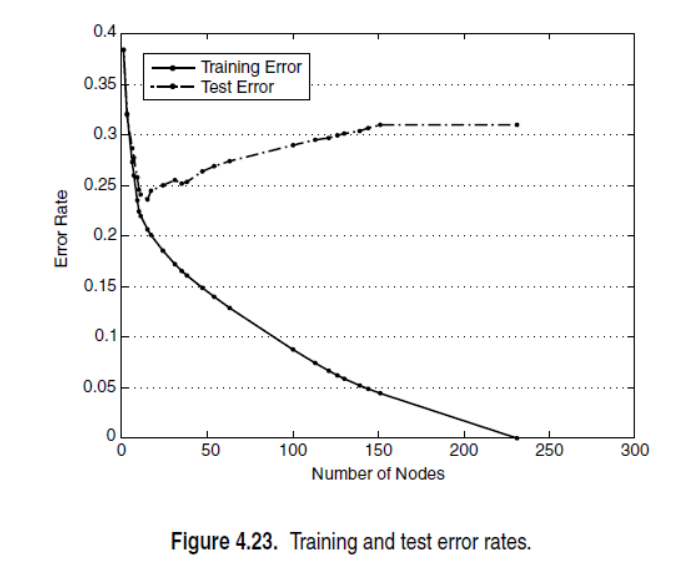 0.4
0.35
0.3
0.25
0.2
0.15
0.1
0.05
0
Error Rate
Training Error
Test Error
0 50 100 150 200 250 300
Number of Nodes
Figure 4.23. Training and test error rates.